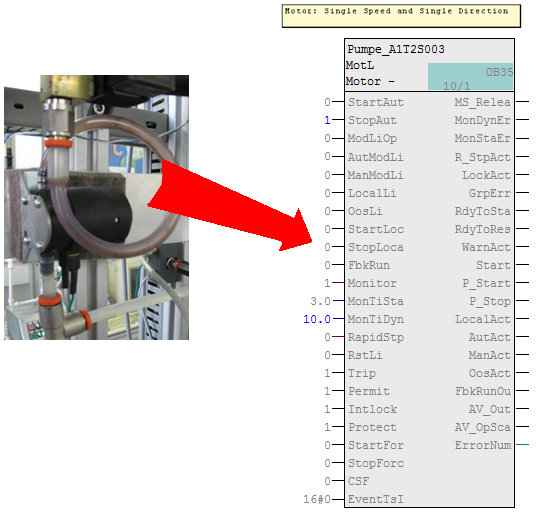 Motor: Single Speed and Single Direction
Pumpe_A1T2S003
MotL
Motor - OB35
10/1
0 StartAut MS_Relea
1 StopAut MonDynEr
0 ModLiOp MonStaEr
0 AutModLi R_StpAct
0 ManModLi LockAct
0 LocalLi GrpErr
0 OosLi RdyToSta
0 StartLoc RdyToRes
0 StopLoca WarnAct
0 FbkRun Start
1 Monitor P_Start
3.0 MonTiSta P_Stop
10.0 MonTiDyn LocalAct
0 RapidStp AutAct
0 RstLi ManAct
1 Trip OosAct
1 Permit FbkRunOu
1 Intlock AV_Out
1 Protect AV_OpSca
0 StartFor ErrorNum
0 StopForc
0 CSF
16#0 EventTsI